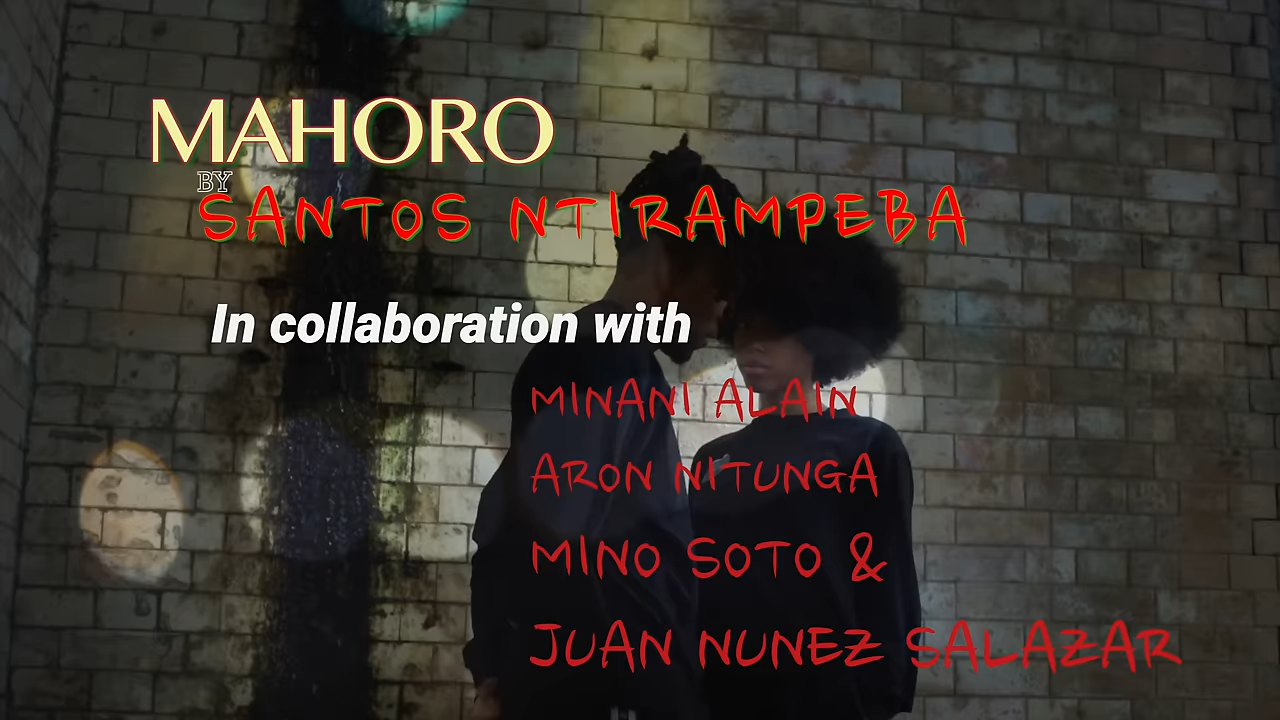 MAHORO
BY
SANTOS NTIRAMPEBA
In collaboration with
MINANI ALAIN
ARON NITUNGA
MINO SOTO &
JUAN NUNEZ SALAZAR